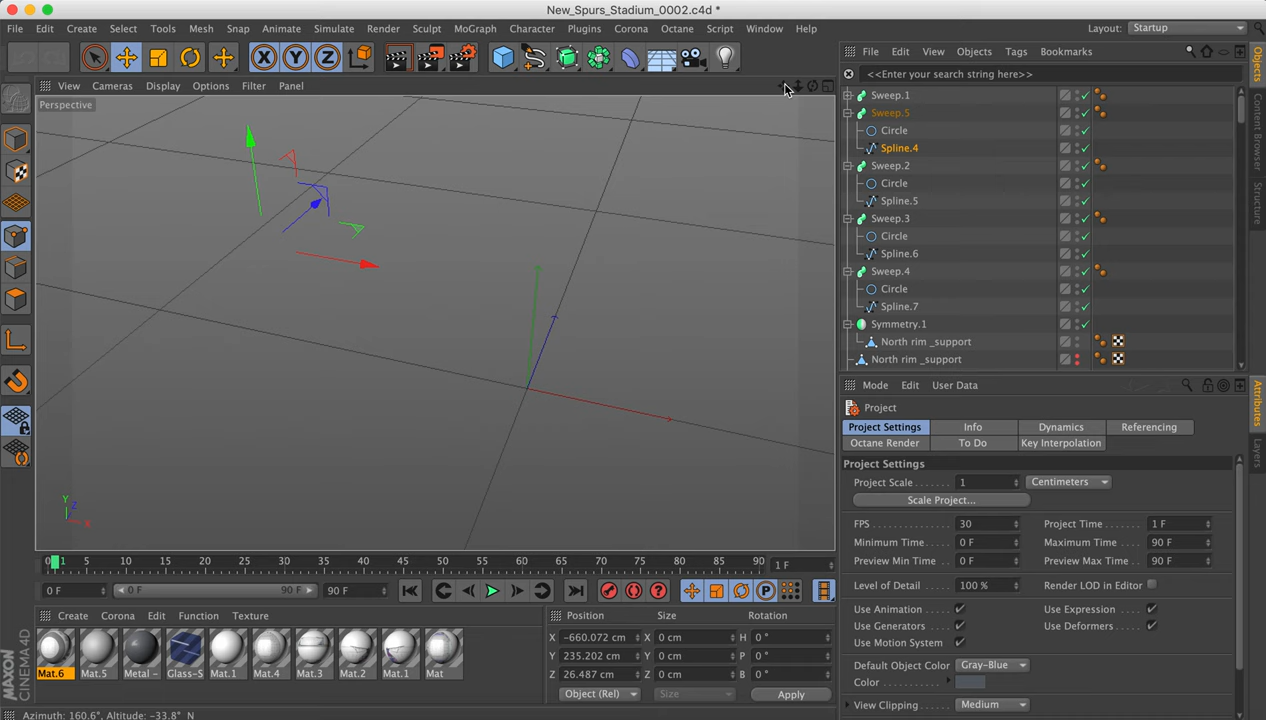 New_Spurs_Stadium_0002.c4d *
File Edit Create Select Tools Mesh Snap Animate Simulate Render Sculpt MoGraph Character Plugins Corona Octane Script Window Help
Layout: Startup
X Y Z
File Edit View Objects Tags Bookmarks
<<Enter your search string here>>
View Cameras Display Options Filter Panel
Perspective
Sweep.1
Sweep.5
Circle
Spline.4
Sweep.2
Circle
Spline.5
Sweep.3
Circle
Spline.6
Sweep.4
Circle
Spline.7
Symmetry.1
North rim _support
North rim _support
Objects
Content Browser
Structure
Mode Edit User Data
Project
Project Settings Info Dynamics Referencing
Octane Render To Do Key Interpolation
Project Settings
Project Scale 1 Centimeters
Scale Project...
FPS 30 Project Time 1 F
Minimum Time 0 F Maximum Time 90 F
Preview Min Time 0 F Preview Max Time 90 F
Level of Detail 100 % Render LOD in Editor
Use Animation Use Expression
Use Generators Use Deformers
Use Motion System
Default Object Color Gray-Blue
Color
View Clipping Medium
Attributes
Layers
Y
Z
X
0 1 5 10 15 20 25 30 35 40 45 50 55 60 65 70 75 80 85 90 1 F
0 F 0 F 90 F 90 F
P
Create Edit Function Texture
Mat.6 Mat.5 Metal - Glass-S Mat.1 Mat.4 Mat.3 Mat.2 Mat.1 Mat
Position Size Rotation
X -660.072 cm X 0 cm H 0 °
Y 235.202 cm Y 0 cm P 0 °
Z 26.487 cm Z 0 cm B 0 °
Object (Rel) Size Apply
MAXON
CINEMA 4D
Azimuth: 160.6°, Altitude: -33.8° N